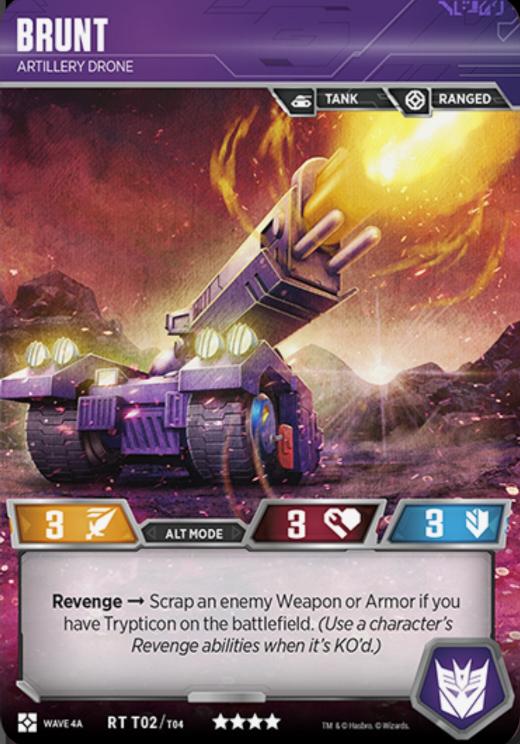 BRUNT
ARTILLERY DRONE
TANK
RANGED
3
ALT MODE
3
3
Revenge → Scrap an enemy Weapon or Armor if you
have Trypticon on the battlefield. (Use a character's
Revenge abilities when it's KO'd.)
WAVE 4A
RT T02/T04
TM & © Hasbro. © Wizards.